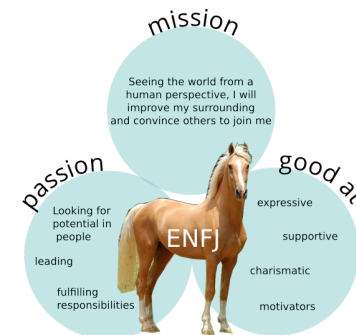 mission
Seeing the world from a
human perspective, I will
improve my surrounding
and convince others to join me
passion
Looking for
potential in
people
leading
fulfilling
responsibilities
ENFJ
good at
expressive
supportive
charismatic
motivators